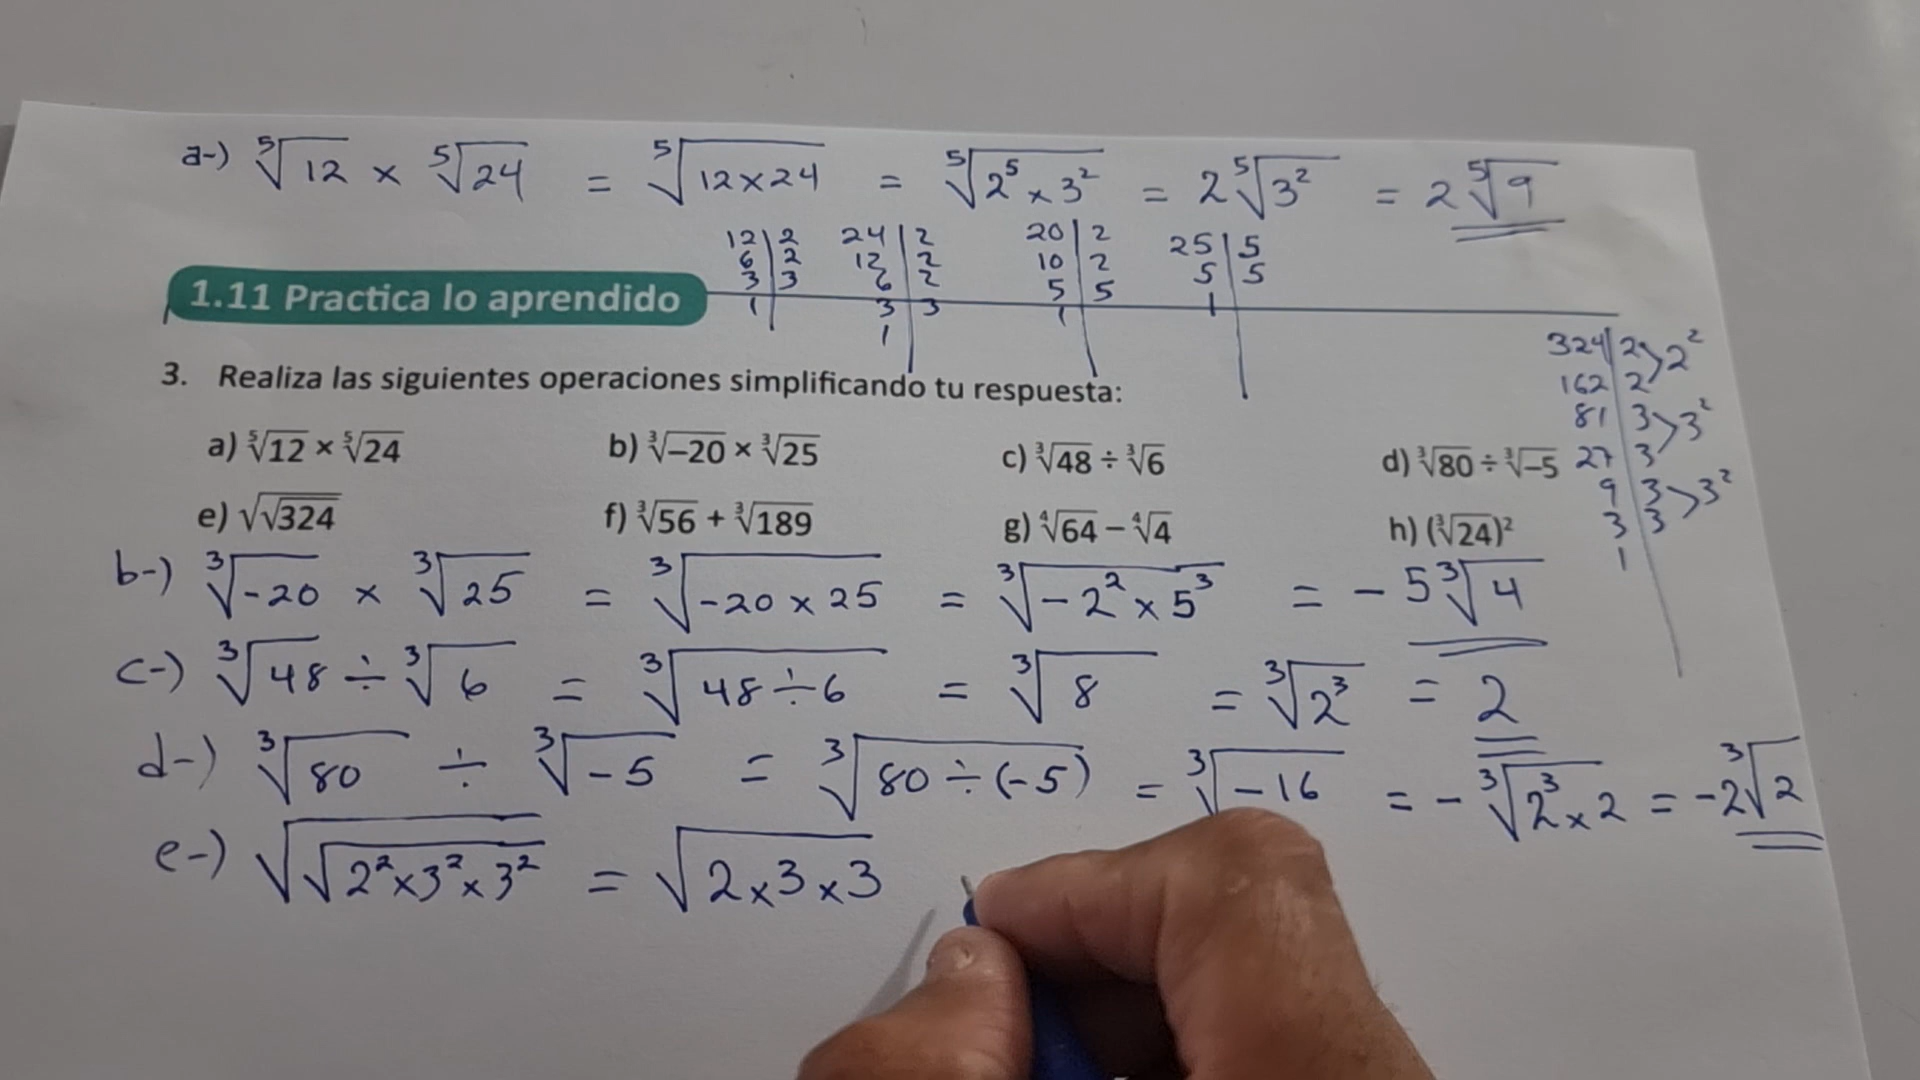 a-) ⁵√12 × ⁵√24 = ⁵√12×24 = ⁵√2⁵×3² = 2⁵√3² = 2⁵√9
12|2 24|2 20|2 25|5
6|2 12|2 10|2 5|5
3|3 6|2 5|5 1
1 3|3 1
1
1.11 Practica lo aprendido
324|2 > 2²
162|2
81|3 > 3²
27|3
9|3 > 3²
3|3
1
3. Realiza las siguientes operaciones simplificando tu respuesta:
a) ⁵√12 × ⁵√24 b) ³√−20 × ³√25 c) ³√48 ÷ ³√6 d) ³√80 ÷ ³√−5
e) √√324 f) ³√56 + ³√189 g) ⁴√64 − ⁴√4 h) (³√24)²
b-) ³√-20 × ³√25 = ³√-20×25 = ³√-2²×5³ = -5³√4
c-) ³√48 ÷ ³√6 = ³√48÷6 = ³√8 = ³√2³ = 2
d-) ³√80 ÷ ³√-5 = ³√80÷(-5) = ³√-16 = -³√2³×2 = -2³√2
e-) √√2²×3²×3² = √2×3×3